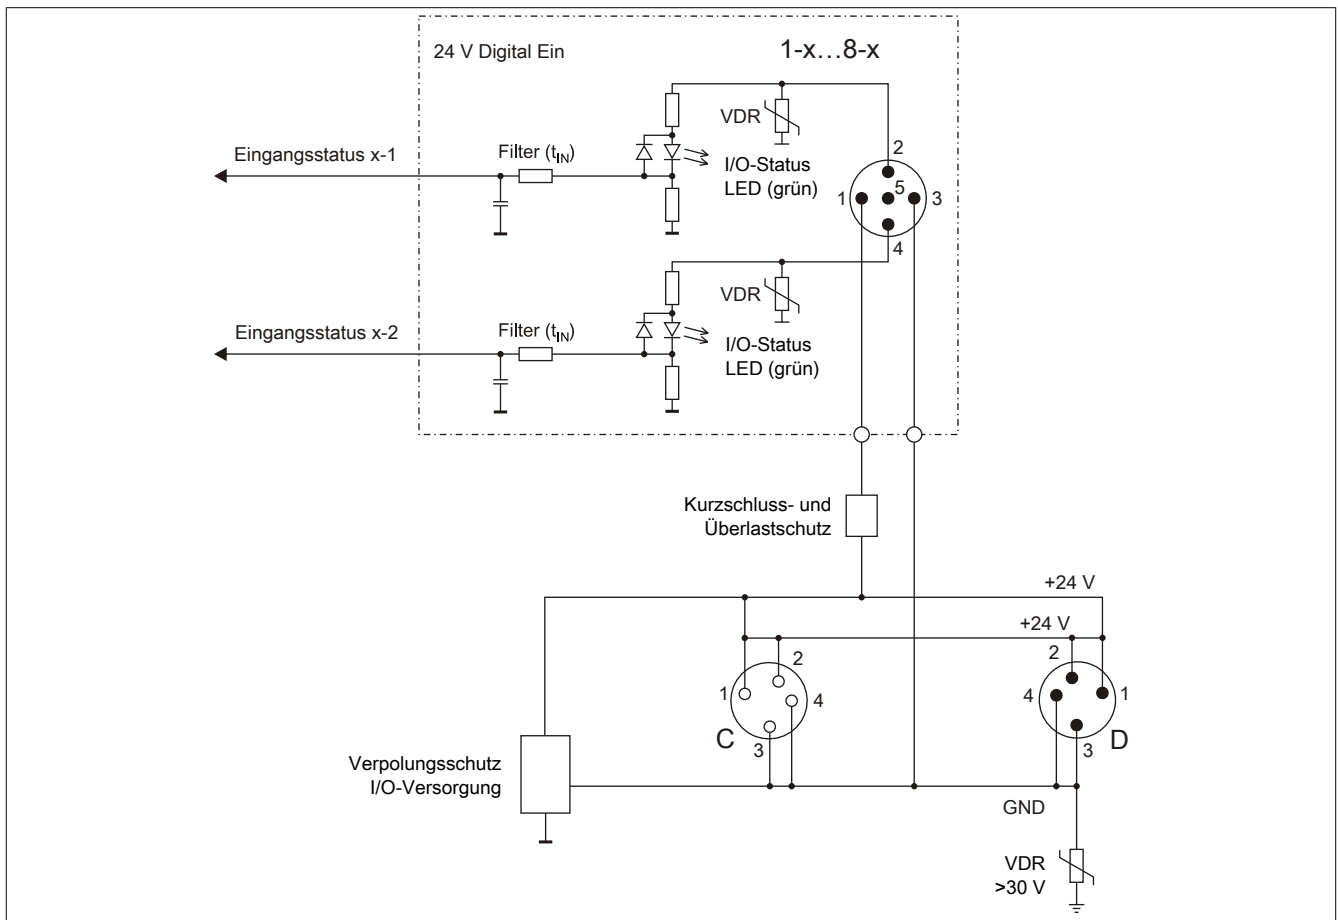 24 V Digital Ein
1-x…8-x
VDR
2
Eingangsstatus x-1
Filter (tIN)
I/O-Status
LED (grün)
1
5
3
4
VDR
Eingangsstatus x-2
Filter (tIN)
I/O-Status
LED (grün)
Kurzschluss- und
Überlastschutz
+24 V
+24 V
2
2
1
4
4
1
C
3
3
D
Verpolungsschutz
I/O-Versorgung
GND
VDR
>30 V